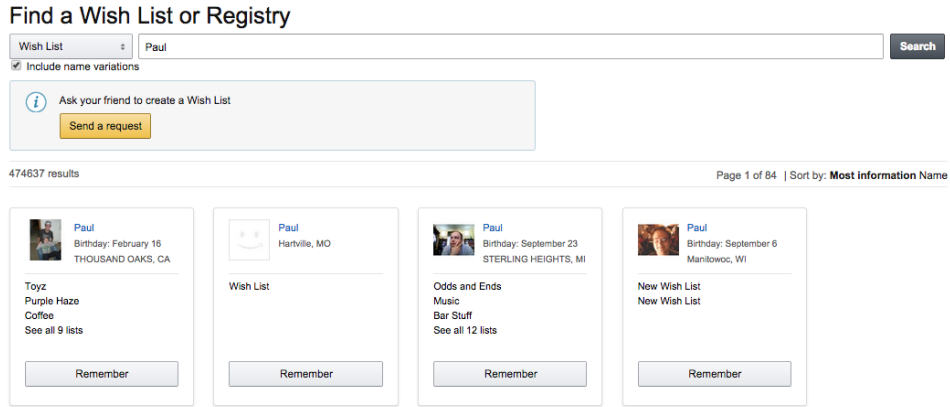 Find a Wish List or Registry
Wish List
Paul
Search
Include name variations
Ask your friend to create a Wish List
Send a request
474637 results
Page 1 of 84 | Sort by: Most information Name
Paul
Birthday: February 16
THOUSAND OAKS, CA
Toyz
Purple Haze
Coffee
See all 9 lists
Remember
Paul
Hartville, MO
Wish List
Remember
Paul
Birthday: September 23
STERLING HEIGHTS, MI
Odds and Ends
Music
Bar Stuff
See all 12 lists
Remember
Paul
Birthday: September 6
Manitowoc, WI
New Wish List
New Wish List
Remember